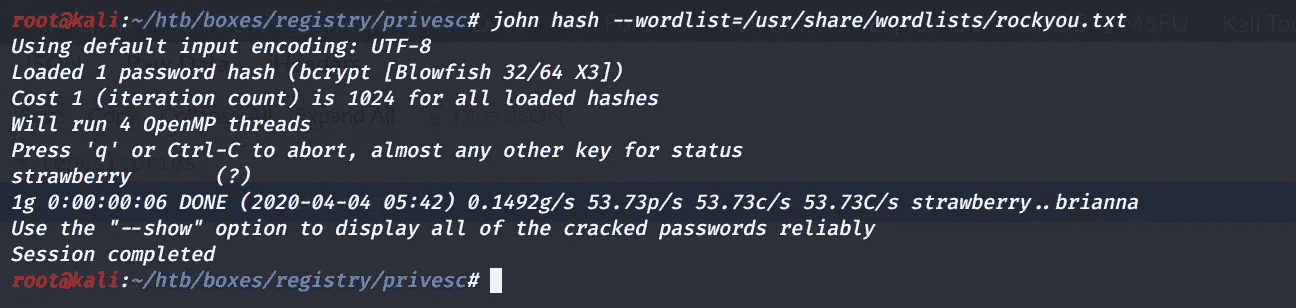 root@kali:~/htb/boxes/registry/privesc# john hash --wordlist=/usr/share/wordlists/rockyou.txt
Using default input encoding: UTF-8
Loaded 1 password hash (bcrypt [Blowfish 32/64 X3])
Cost 1 (iteration count) is 1024 for all loaded hashes
Will run 4 OpenMP threads
Press 'q' or Ctrl-C to abort, almost any other key for status
strawberry (?)
1g 0:00:00:06 DONE (2020-04-04 05:42) 0.1492g/s 53.73p/s 53.73c/s 53.73C/s strawberry..brianna
Use the "--show" option to display all of the cracked passwords reliably
Session completed
root@kali:~/htb/boxes/registry/privesc#